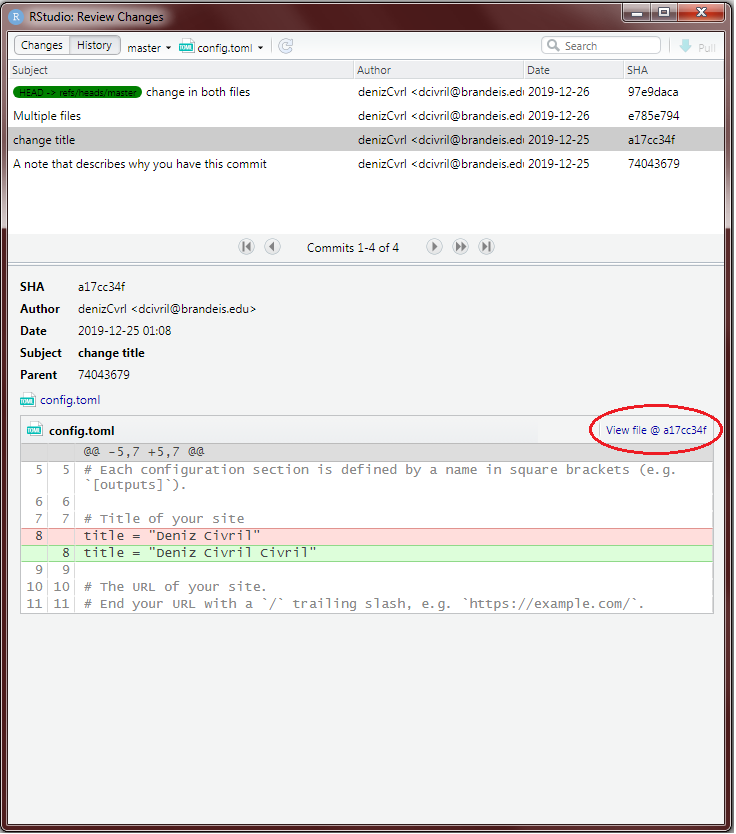 RStudio: Review Changes
Changes History master config.toml Search Pull
Subject Author Date SHA
HEAD -> refs/heads/master change in both files denizCvrl <dcivril@brandeis.edu 2019-12-26 97e9daca
Multiple files denizCvrl <dcivril@brandeis.edu 2019-12-26 e785e794
change title denizCvrl <dcivril@brandeis.edu 2019-12-25 a17cc34f
A note that describes why you have this commit denizCvrl <dcivril@brandeis.edu 2019-12-25 74043679
Commits 1-4 of 4
SHA a17cc34f
Author denizCvrl <dcivril@brandeis.edu>
Date 2019-12-25 01:08
Subject change title
Parent 74043679
TOML config.toml
TOML config.toml View file @ a17cc34f
@@ -5,7 +5,7 @@
5 5 # Each configuration section is defined by a name in square brackets (e.g.
`[outputs]`).
6 6
7 7 # Title of your site
8 title = "Deniz Civril"
8 title = "Deniz Civril Civril"
9 9
10 10 # The URL of your site.
11 11 # End your URL with a `/` trailing slash, e.g. `https://example.com/`.